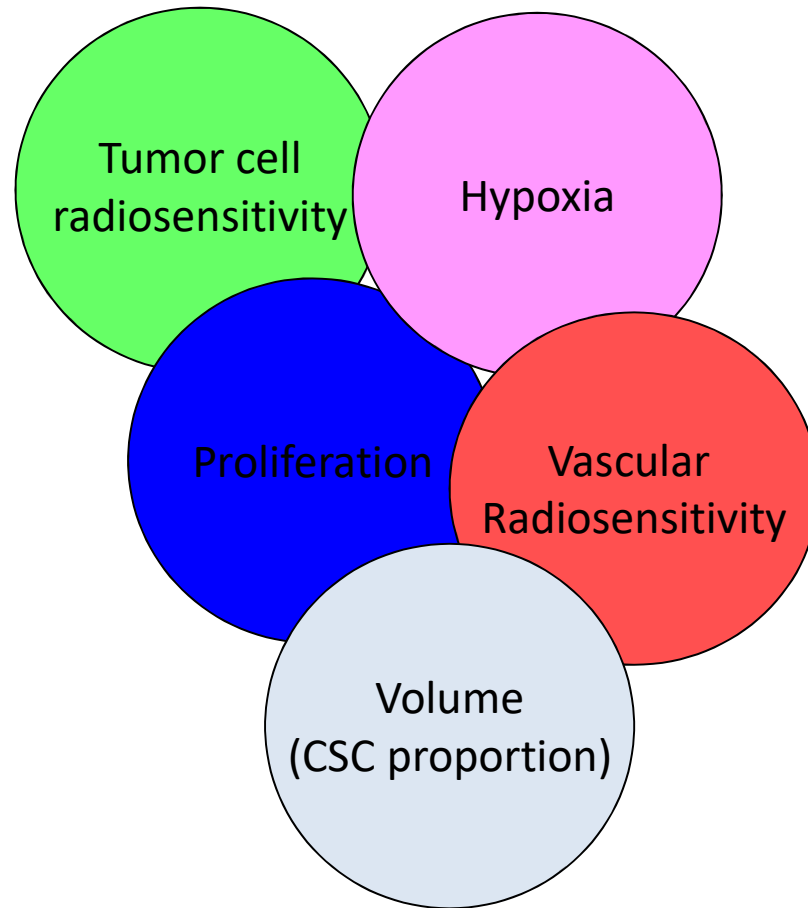 Tumor cell
radiosensitivity
Hypoxia
Proliferation
Vascular
Radiosensitivity
Volume
(CSC proportion)